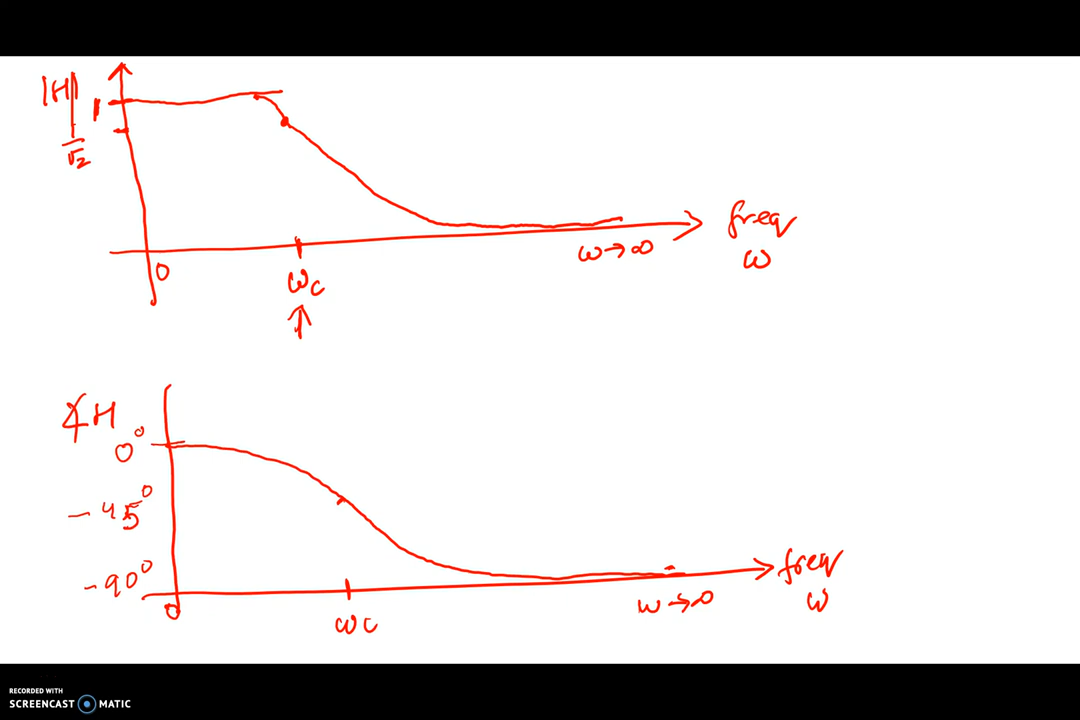 |H|
1
1/√2
0
ωc
↑
ω→∞
freq
ω
∡H
0°
-45°
-90°
0
ωc
ω→∞
freq
ω
RECORDED WITH
SCREENCAST MATIC